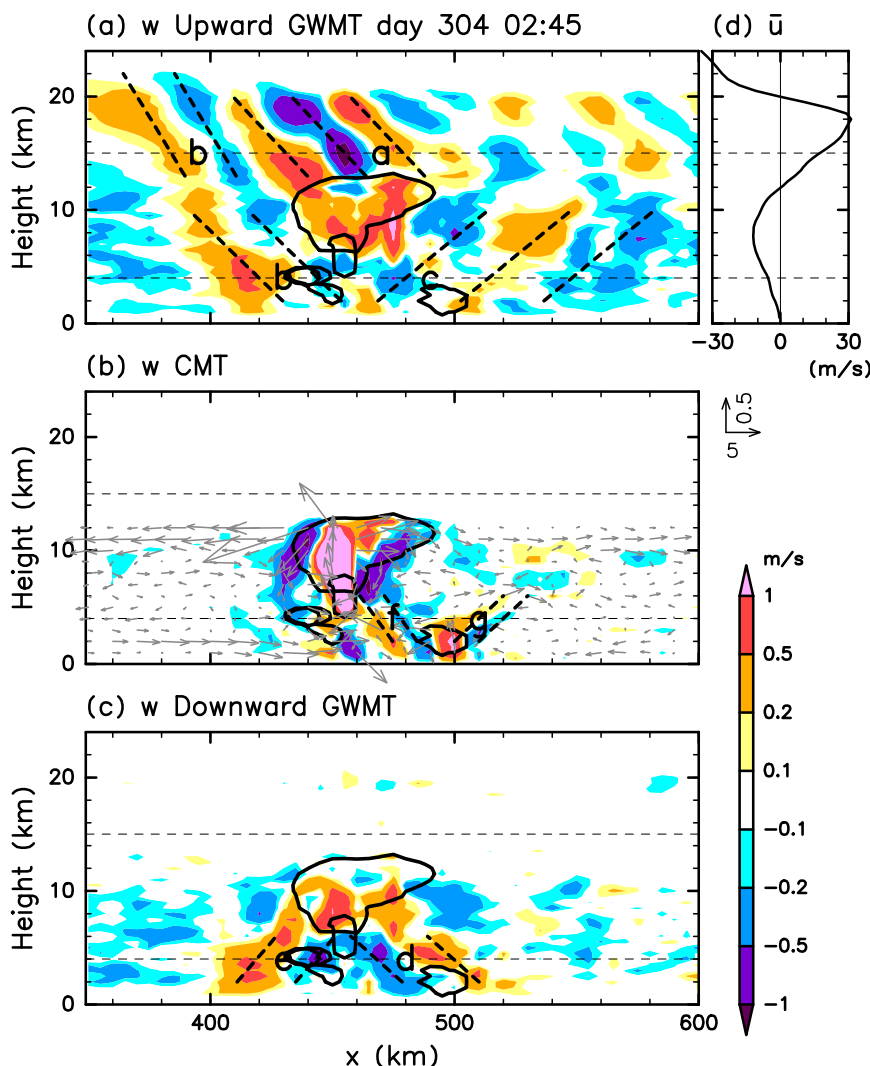 (a) w Upward GWMT day 304 02:45
(d) ū
Height (km)
20
10
0
b
a
b
c
−30 0 30
(m/s)
(b) w CMT
0.5
5
Height (km)
20
10
0
f
g
m/s
1
0.5
0.2
0.1
−0.1
−0.2
−0.5
−1
(c) w Downward GWMT
Height (km)
20
10
0
e
d
400 500 600
x (km)